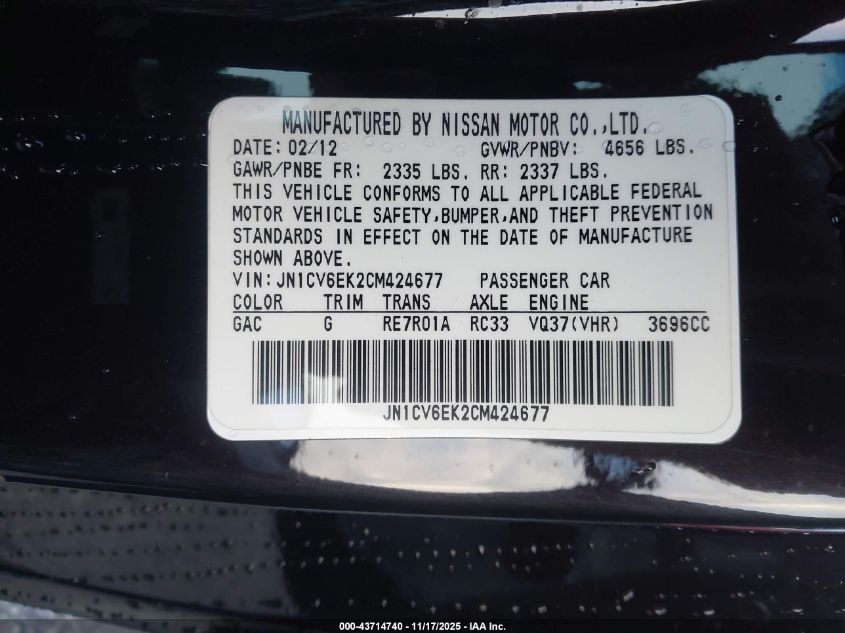 MANUFACTURED BY NISSAN MOTOR CO.,LTD.
DATE: 02/12 GVWR/PNBV: 4656 LBS.
GAWR/PNBE FR: 2335 LBS. RR: 2337 LBS.
THIS VEHICLE CONFORMS TO ALL APPLICABLE FEDERAL
MOTOR VEHICLE SAFETY,BUMPER,AND THEFT PREVENTION
STANDARDS IN EFFECT ON THE DATE OF MANUFACTURE
SHOWN ABOVE.
VIN: JN1CV6EK2CM424677 PASSENGER CAR
COLOR TRIM TRANS AXLE ENGINE
GAC G RE7R01A RC33 VQ37(VHR) 3696CC
JN1CV6EK2CM424677
000-43714740 - 11/17/2025 - IAA Inc.